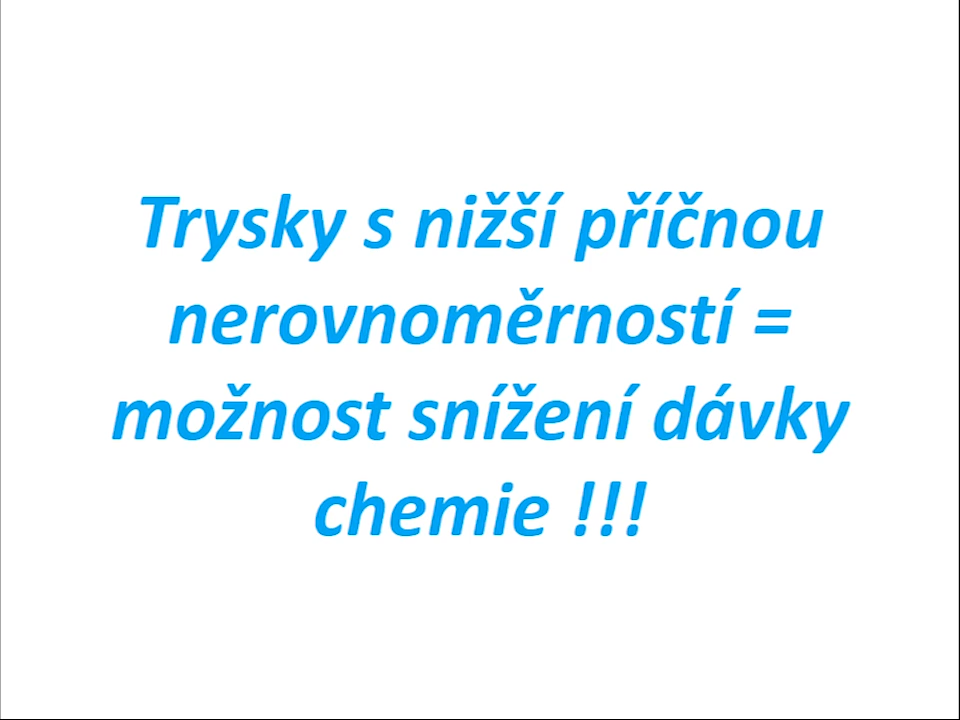 Trysky s nižší příčnou
nerovnoměrností =
možnost snížení dávky
chemie !!!